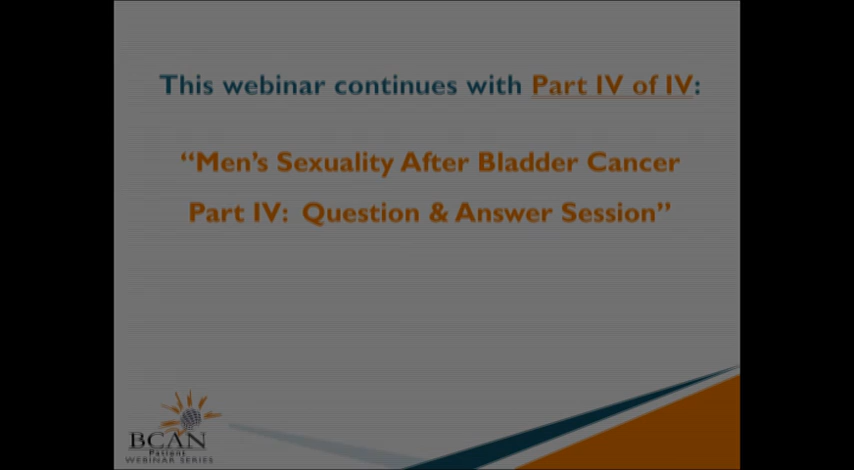 This webinar continues with Part IV of IV:
“Men’s Sexuality After Bladder Cancer
Part IV: Question & Answer Session”
BCAN
Patient
WEBINAR SERIES